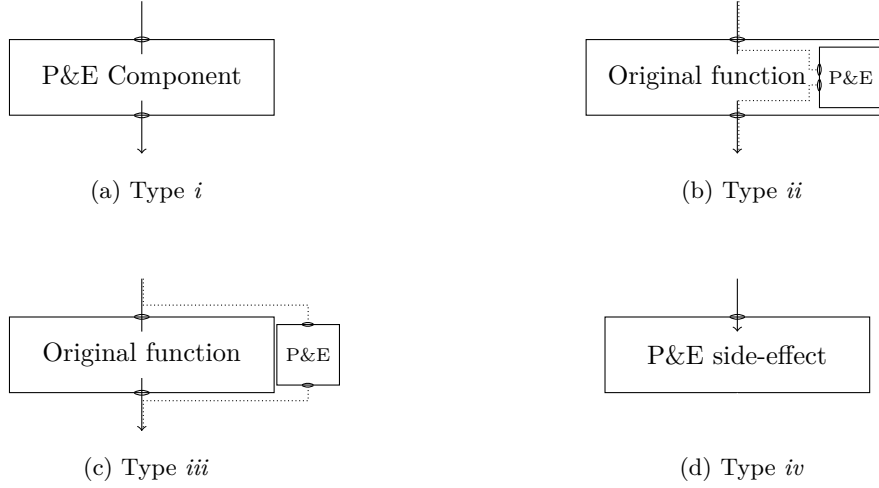 P&E Component
(a) Type i
Original function
P&E
(b) Type ii
Original function
P&E
(c) Type iii
P&E side-effect
(d) Type iv